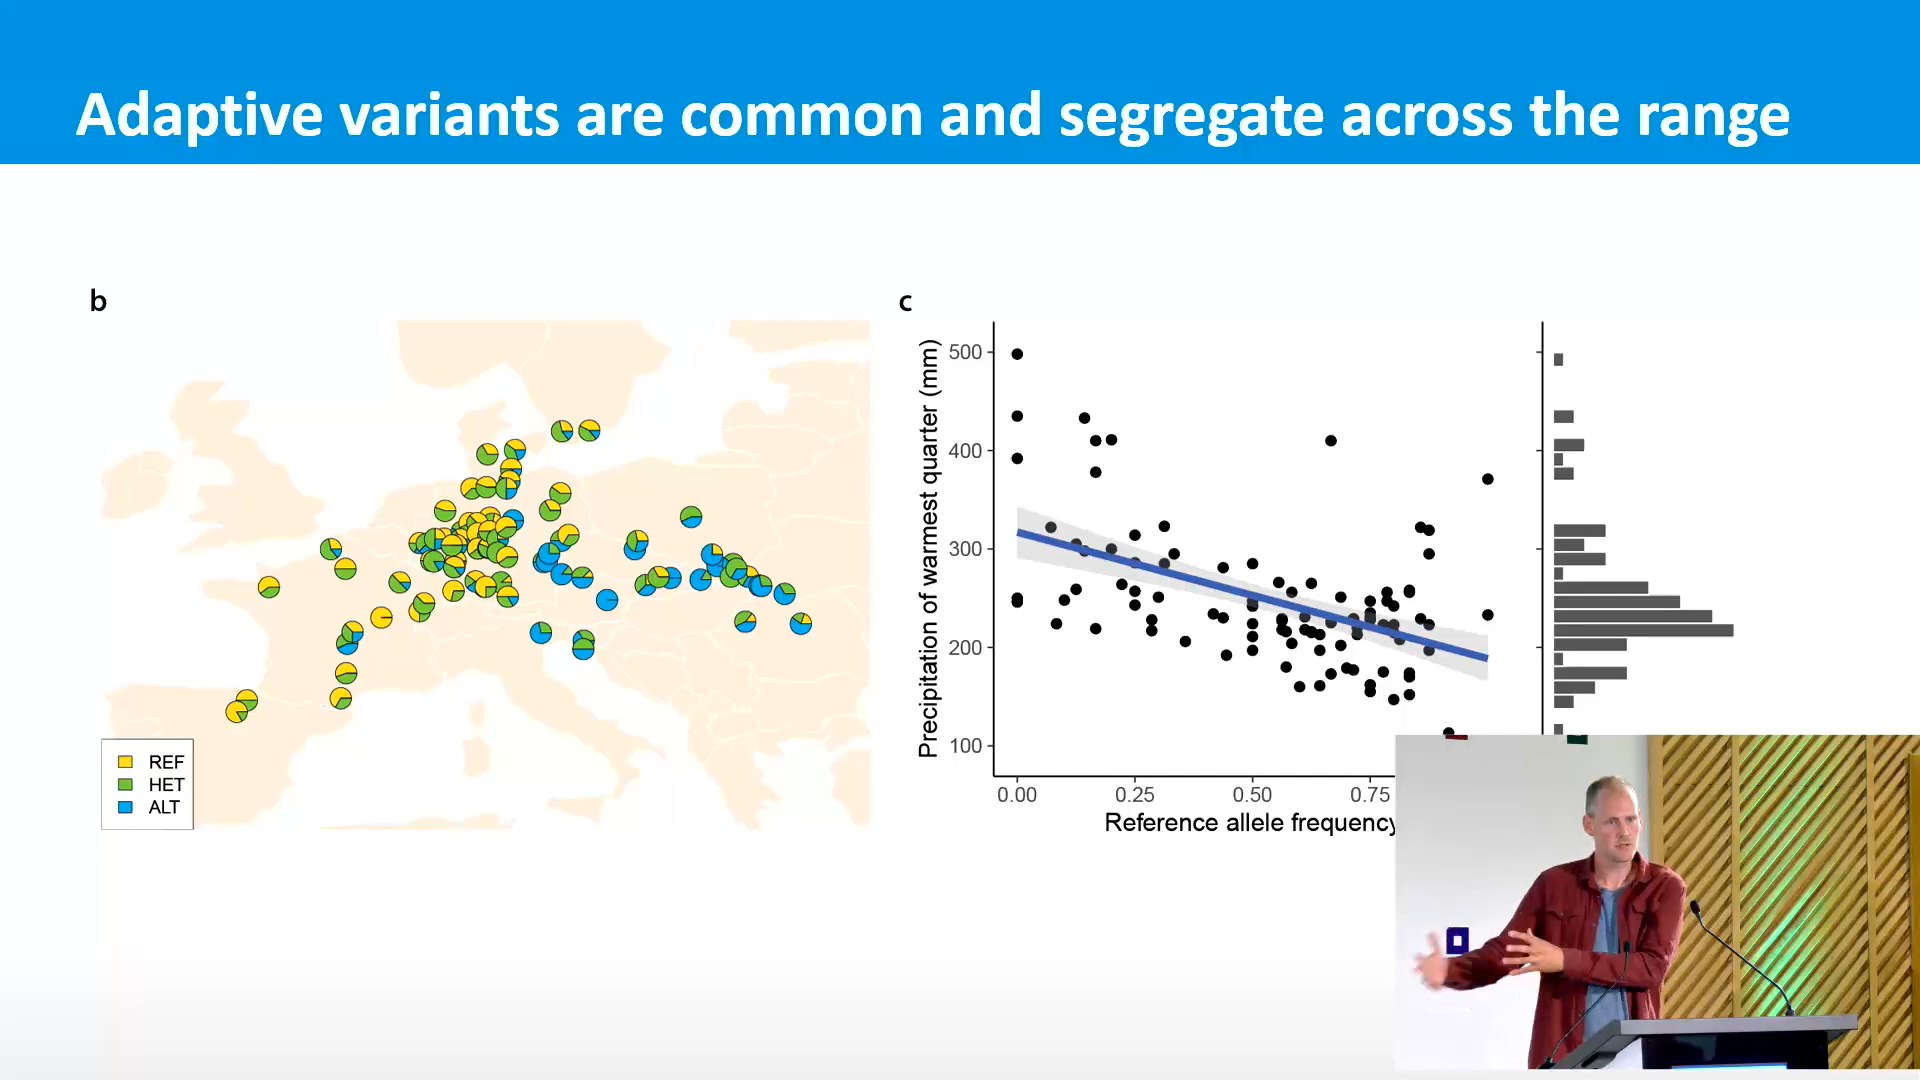 Adaptive variants are common and segregate across the range
b
REF
HET
ALT
c
Precipitation of warmest quarter (mm)
500
400
300
200
100
0.00 0.25 0.50 0.75
Reference allele frequency